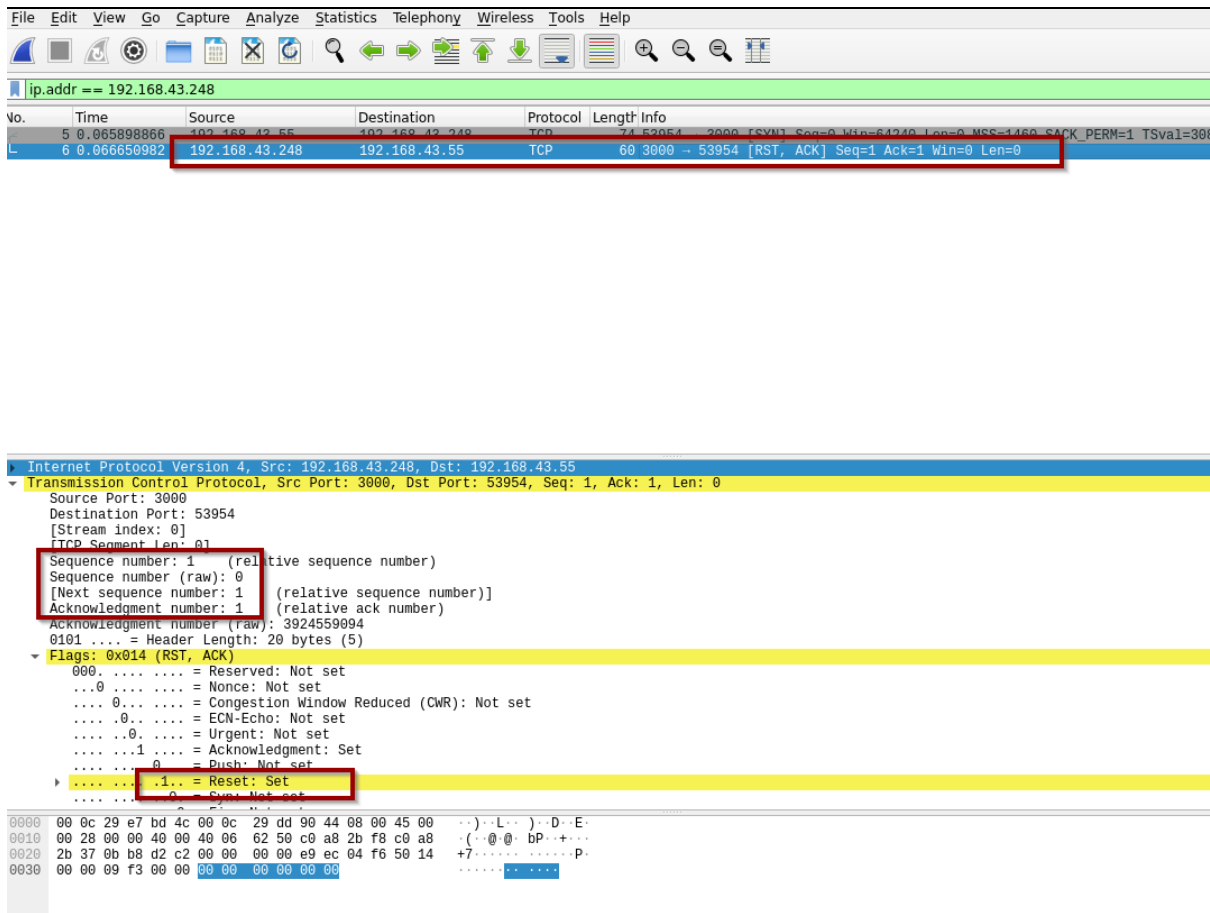 File Edit View Go Capture Analyze Statistics Telephony Wireless Tools Help
ip.addr == 192.168.43.248
No. Time Source Destination Protocol Length Info
5 0.065898866 192.168.43.55 192.168.43.248 TCP 74 53954 → 3000 [SYN] Seq=0 Win=64240 Len=0 MSS=1460 SACK_PERM=1 TSval=308
6 0.066650982 192.168.43.248 192.168.43.55 TCP 60 3000 → 53954 [RST, ACK] Seq=1 Ack=1 Win=0 Len=0
Internet Protocol Version 4, Src: 192.168.43.248, Dst: 192.168.43.55
Transmission Control Protocol, Src Port: 3000, Dst Port: 53954, Seq: 1, Ack: 1, Len: 0
Source Port: 3000
Destination Port: 53954
[Stream index: 0]
[TCP Segment Len: 0]
Sequence number: 1 (relative sequence number)
Sequence number (raw): 0
[Next sequence number: 1 (relative sequence number)]
Acknowledgment number: 1 (relative ack number)
Acknowledgment number (raw): 3924559094
0101 .... = Header Length: 20 bytes (5)
Flags: 0x014 (RST, ACK)
000. .... .... = Reserved: Not set
...0 .... .... = Nonce: Not set
.... 0... .... = Congestion Window Reduced (CWR): Not set
.... .0.. .... = ECN-Echo: Not set
.... ..0. .... = Urgent: Not set
.... ...1 .... = Acknowledgment: Set
.... .... 0... = Push: Not set
.... .... .1.. = Reset: Set
.... .... ..0. = Syn: Not set
0000 00 0c 29 e7 bd 4c 00 0c 29 dd 90 44 08 00 45 00 ··)··L·· )··D··E·
0010 00 28 00 00 40 00 40 06 62 50 c0 a8 2b f8 c0 a8 ·(··@·@· bP··+···
0020 2b 37 0b b8 d2 c2 00 00 00 00 e9 ec 04 f6 50 14 +7······ ······P·
0030 00 00 09 f3 00 00 00 00 00 00 00 00 ········ ····